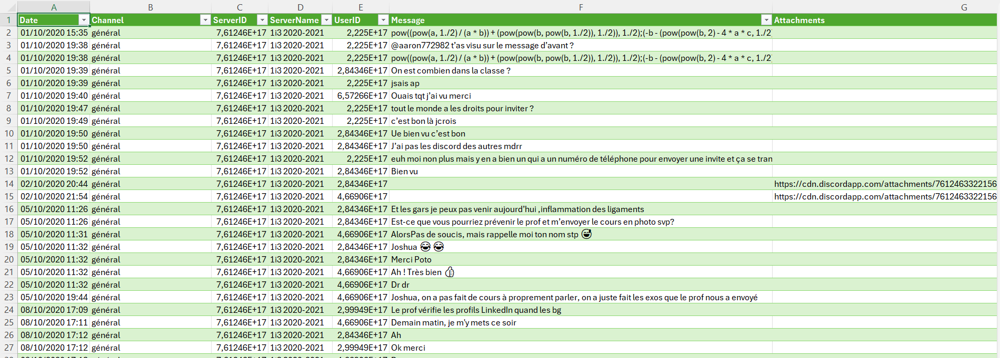 A B C D E F G
1 Date Channel ServerID ServerName UserID Message Attachments
2 01/10/2020 15:35 général 7,61246E+17 1i3 2020-2021 2,225E+17 pow((pow(a, 1./2) / (a * b)) + (pow(pow(b, pow(b, 1./2)), 1./2)), 1./2);(-b - (pow(pow(b, 2) - 4 * a * c, 1./2)
3 01/10/2020 19:38 général 7,61246E+17 1i3 2020-2021 2,225E+17 @aaron772982 t’as visu sur le message d’avant ?
4 01/10/2020 19:38 général 7,61246E+17 1i3 2020-2021 2,225E+17 pow((pow(a, 1./2) / (a * b)) + (pow(pow(b, pow(b, 1./2)), 1./2)), 1./2);(-b - (pow(pow(b, 2) - 4 * a * c, 1./2)
5 01/10/2020 19:39 général 7,61246E+17 1i3 2020-2021 2,84346E+17 On est combien dans la classe ?
6 01/10/2020 19:39 général 7,61246E+17 1i3 2020-2021 2,225E+17 jsais ap
7 01/10/2020 19:40 général 7,61246E+17 1i3 2020-2021 6,57266E+17 Ouais tqt j’ai vu merci
8 01/10/2020 19:47 général 7,61246E+17 1i3 2020-2021 2,225E+17 tout le monde a les droits pour inviter ?
9 01/10/2020 19:49 général 7,61246E+17 1i3 2020-2021 2,225E+17 c’est bon là jcrois
10 01/10/2020 19:50 général 7,61246E+17 1i3 2020-2021 2,84346E+17 Ue bien vu c’est bon
11 01/10/2020 19:50 général 7,61246E+17 1i3 2020-2021 2,84346E+17 J’ai pas les discord des autres mdrr
12 01/10/2020 19:52 général 7,61246E+17 1i3 2020-2021 2,225E+17 euh moi non plus mais y en a bien un qui a un numéro de téléphone pour envoyer une invite et ça se tran
13 01/10/2020 19:52 général 7,61246E+17 1i3 2020-2021 2,84346E+17 Bien vu
14 02/10/2020 20:44 général 7,61246E+17 1i3 2020-2021 2,84346E+17 https://cdn.discordapp.com/attachments/7612463322156
15 02/10/2020 21:54 général 7,61246E+17 1i3 2020-2021 4,66906E+17 https://cdn.discordapp.com/attachments/7612463322156
16 05/10/2020 11:26 général 7,61246E+17 1i3 2020-2021 2,84346E+17 Et les gars je peux pas venir aujourd’hui ,inflammation des ligaments
17 05/10/2020 11:26 général 7,61246E+17 1i3 2020-2021 2,84346E+17 Est-ce que vous pourriez prévenir le prof et m’envoyer le cours en photo svp?
18 05/10/2020 11:31 général 7,61246E+17 1i3 2020-2021 4,66906E+17 AlorsPas de soucis, mais rappelle moi ton nom stp 😅
19 05/10/2020 11:32 général 7,61246E+17 1i3 2020-2021 2,84346E+17 Joshua 😂 😂
20 05/10/2020 11:32 général 7,61246E+17 1i3 2020-2021 2,84346E+17 Merci Poto
21 05/10/2020 11:32 général 7,61246E+17 1i3 2020-2021 4,66906E+17 Ah ! Très bien 👍
22 05/10/2020 11:32 général 7,61246E+17 1i3 2020-2021 4,66906E+17 Dr dr
23 05/10/2020 19:44 général 7,61246E+17 1i3 2020-2021 4,66906E+17 Joshua, on a pas fait de cours à proprement parler, on a juste fait les exos que le prof nous a envoyé
24 08/10/2020 17:09 général 7,61246E+17 1i3 2020-2021 2,99949E+17 Le prof vérifie les profils LinkedIn quand les bg
25 08/10/2020 17:11 général 7,61246E+17 1i3 2020-2021 4,66906E+17 Demain matin, je m'y mets ce soir
26 08/10/2020 17:12 général 7,61246E+17 1i3 2020-2021 2,84346E+17 Ah
27 08/10/2020 17:12 général 7,61246E+17 1i3 2020-2021 2,99949E+17 Ok merci